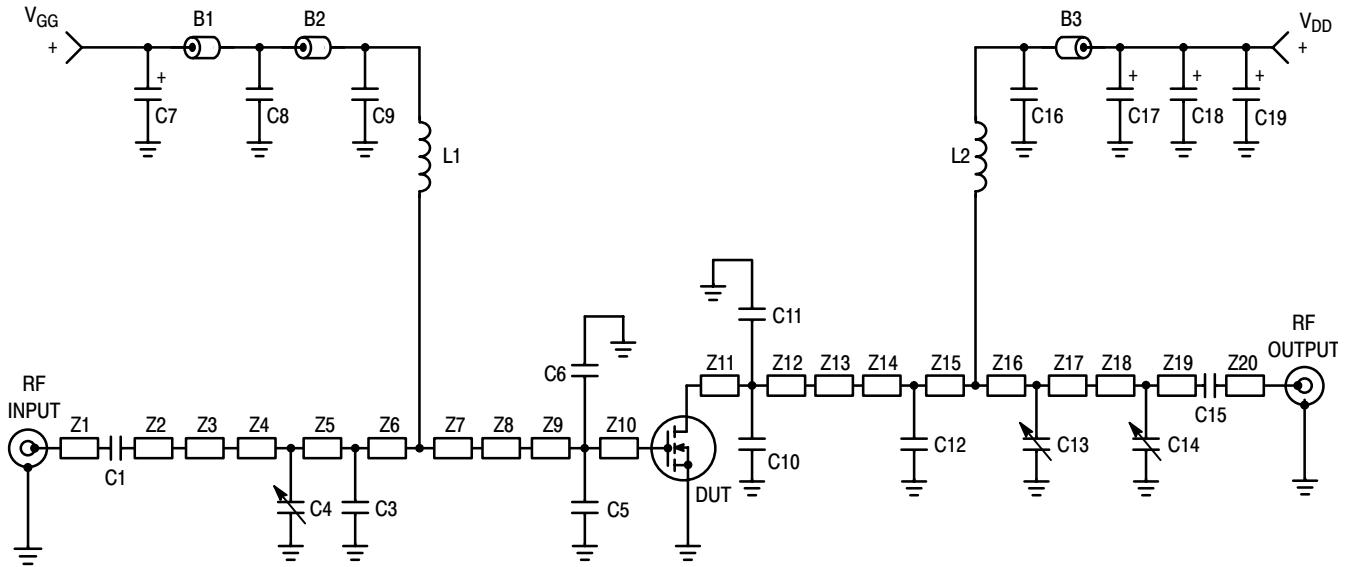 VGG
+
B1
B2
B3
VDD
+
+
C7
C8
C9
C16
+
C17
+
C18
+
C19
L1
L2
C11
C6
Z11
Z12
Z13
Z14
Z15
Z16
Z17
Z18
Z19
Z20
RF
OUTPUT
C15
RF
INPUT
Z1
Z2
Z3
Z4
Z5
Z6
Z7
Z8
Z9
Z10
C1
C10
C12
C13
C14
DUT
C4
C3
C5